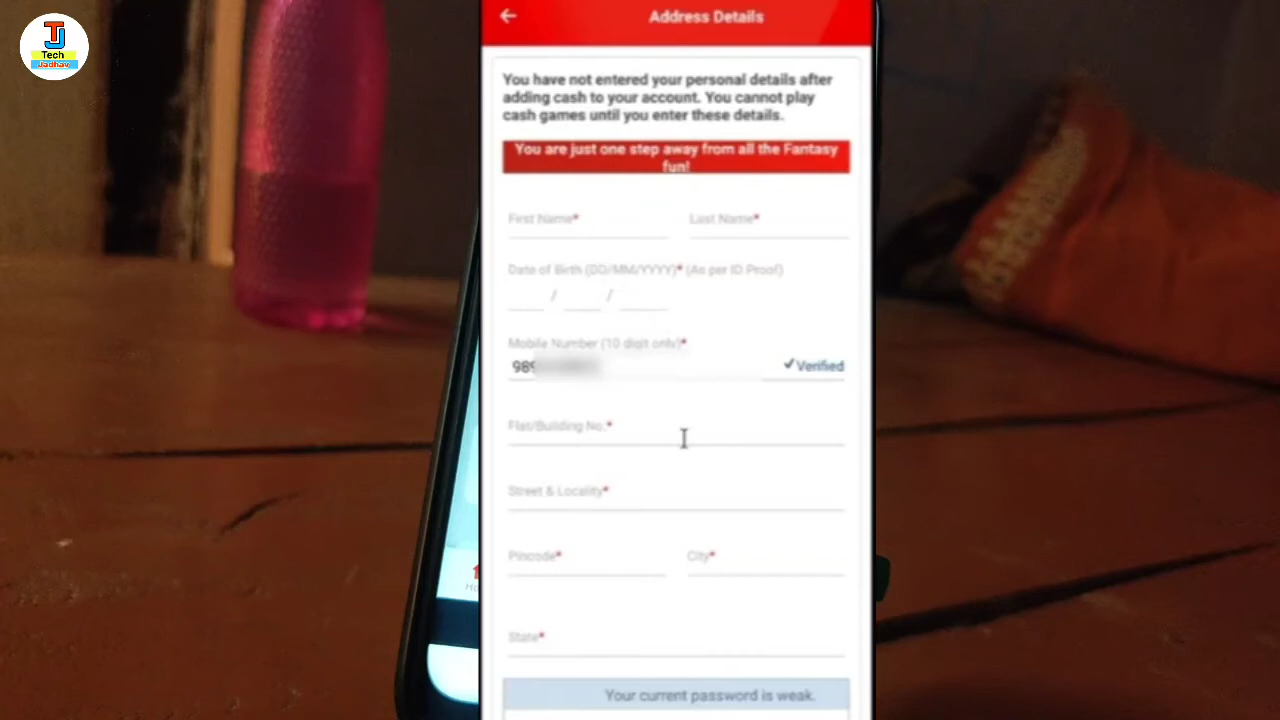 TJ
Tech
Jadhav
Address Details
You have not entered your personal details after
adding cash to your account. You cannot play
cash games until you enter these details.
You are just one step away from all the Fantasy
fun!
First Name* Last Name*
Date of Birth (DD/MM/YYYY)* (As per ID Proof)
/ /
Mobile Number (10 digit only)*
989 ✓Verified
Flat/Building No.*
Street & Locality*
Pincode* City*
State*
Your current password is weak.